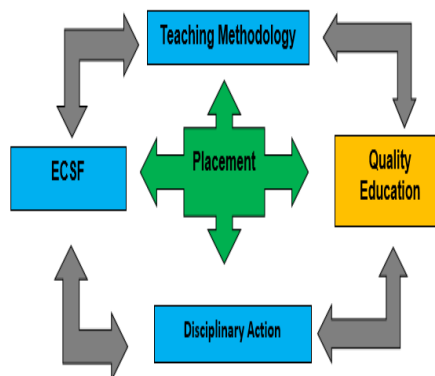 Teaching Methodology
ECSF
Placement
Quality
Education
Disciplinary Action